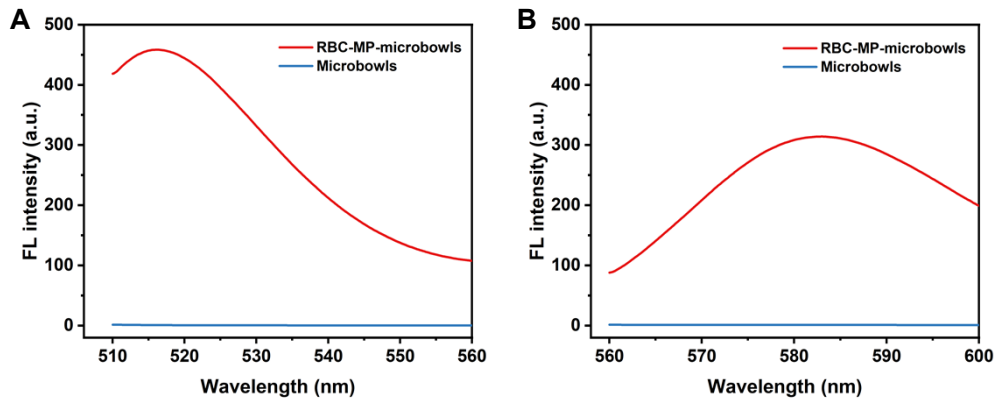 A
FL intensity (a.u.)
500
400
300
200
100
0
RBC-MP-microbowls
Microbowls
510 520 530 540 550 560
Wavelength (nm)
B
FL intensity (a.u.)
500
400
300
200
100
0
RBC-MP-microbowls
Microbowls
560 570 580 590 600
Wavelength (nm)